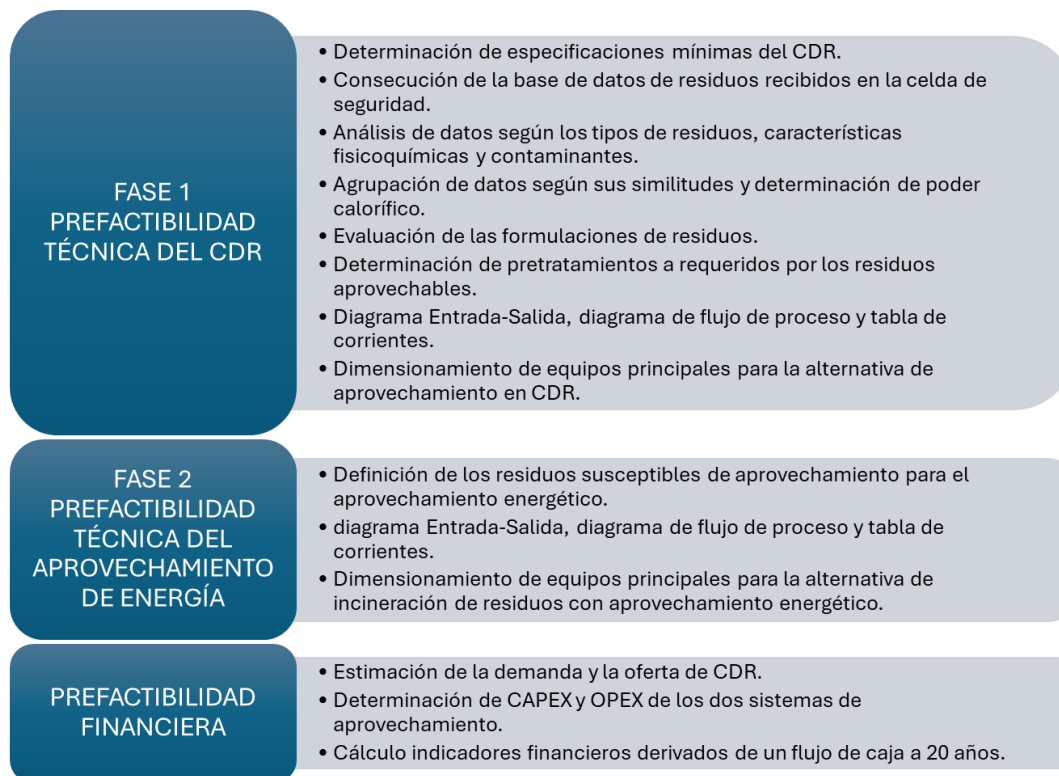 FASE 1
PREFACTIBILIDAD
TÉCNICA DEL CDR
• Determinación de especificaciones mínimas del CDR.
• Consecución de la base de datos de residuos recibidos en la celda de
seguridad.
• Análisis de datos según los tipos de residuos, características
fisicoquímicas y contaminantes.
• Agrupación de datos según sus similitudes y determinación de poder
calorífico.
• Evaluación de las formulaciones de residuos.
• Determinación de pretratamientos a requeridos por los residuos
aprovechables.
• Diagrama Entrada-Salida, diagrama de flujo de proceso y tabla de
corrientes.
• Dimensionamiento de equipos principales para la alternativa de
aprovechamiento en CDR.
FASE 2
PREFACTIBILIDAD
TÉCNICA DEL
APROVECHAMIENTO
DE ENERGÍA
• Definición de los residuos susceptibles de aprovechamiento para el
aprovechamiento energético.
• diagrama Entrada-Salida, diagrama de flujo de proceso y tabla de
corrientes.
• Dimensionamiento de equipos principales para la alternativa de
incineración de residuos con aprovechamiento energético.
PREFACTIBILIDAD
FINANCIERA
• Estimación de la demanda y la oferta de CDR.
• Determinación de CAPEX y OPEX de los dos sistemas de
aprovechamiento.
• Cálculo indicadores financieros derivados de un flujo de caja a 20 años.